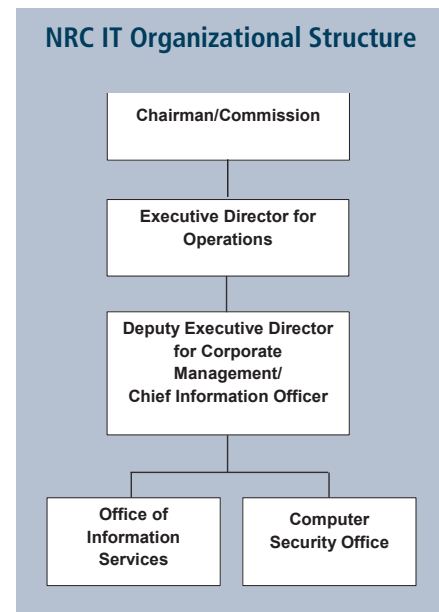 NRC IT Organizational Structure
Chairman/Commission
Executive Director for
Operations
Deputy Executive Director
for Corporate
Management/
Chief Information Officer
Office of
Information
Services
Computer
Security Office